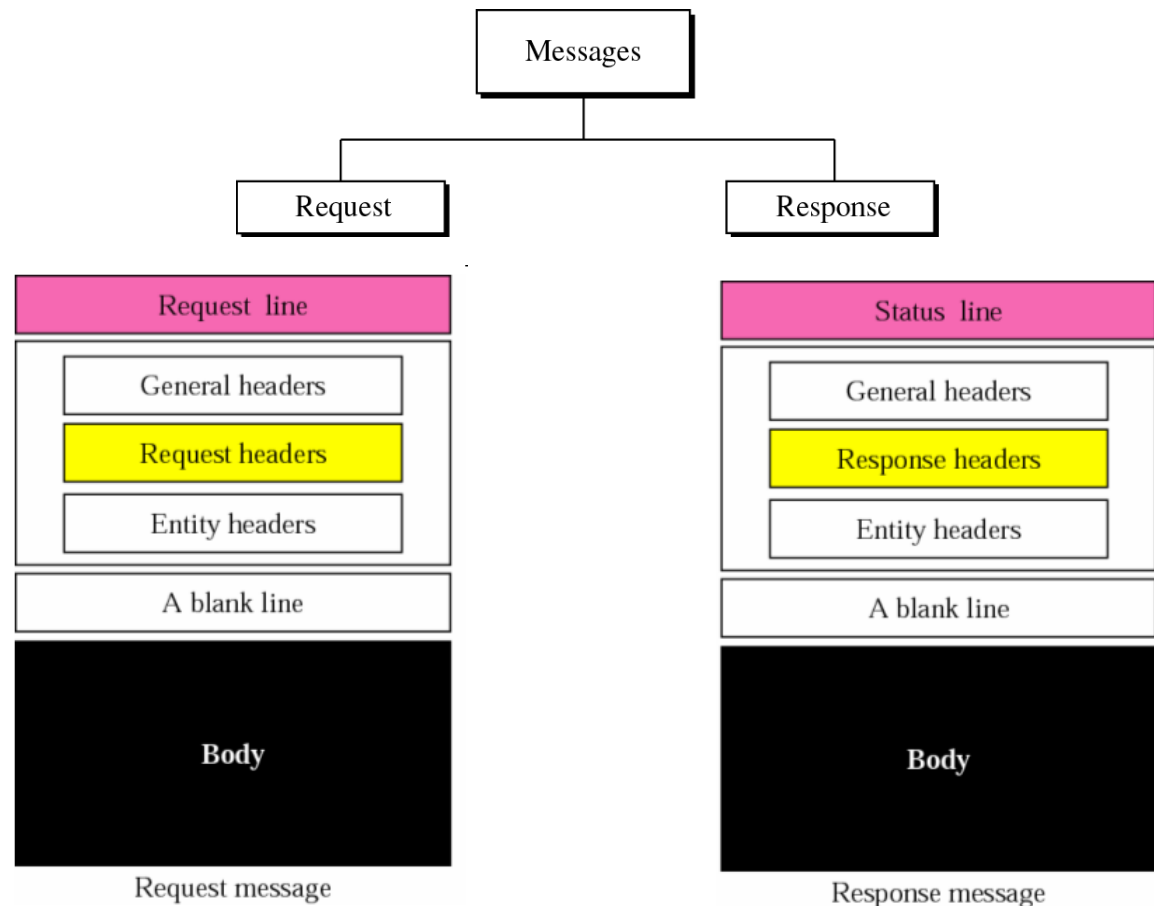 Messages
Request
Response
Request line
General headers
Request headers
Entity headers
A blank line
Body
Request message
Status line
General headers
Response headers
Entity headers
A blank line
Body
Response message